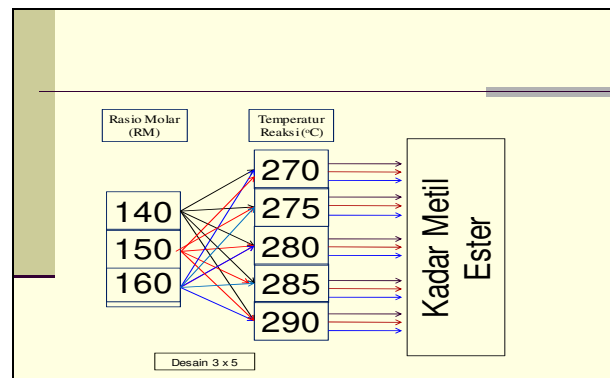 Rasio Molar
(RM)
Temperatur
Reaksi (°C)
140
150
160
270
275
280
285
290
Kadar Metil
Ester
Desain 3 x 5